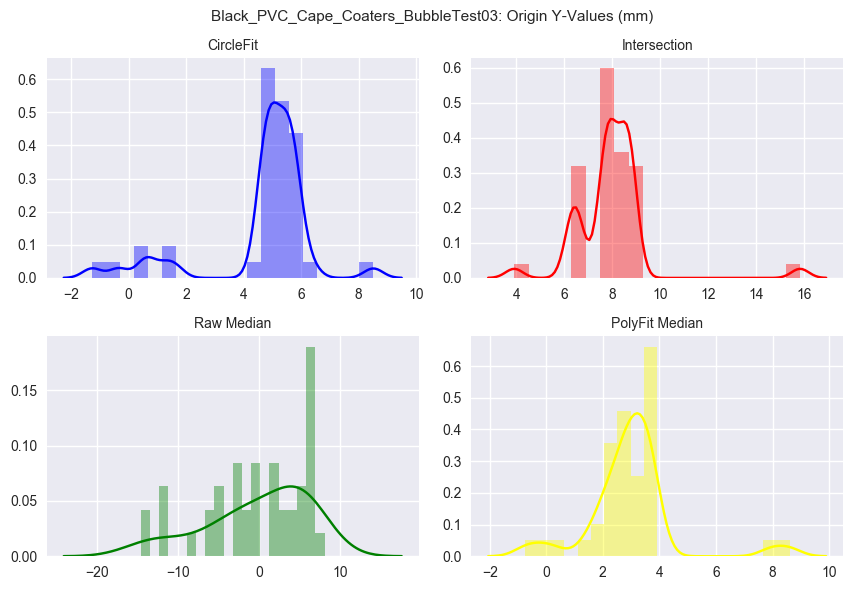 Black_PVC_Cape_Coaters_BubbleTest03: Origin Y-Values (mm)
CircleFit
Intersection
0.6
0.5
0.4
0.3
0.2
0.1
0.0
−2 0 2 4 6 8 10
0.6
0.5
0.4
0.3
0.2
0.1
0.0
4 6 8 10 12 14 16
Raw Median
PolyFit Median
0.15
0.10
0.05
0.00
−20 −10 0 10
0.6
0.5
0.4
0.3
0.2
0.1
0.0
−2 0 2 4 6 8 10